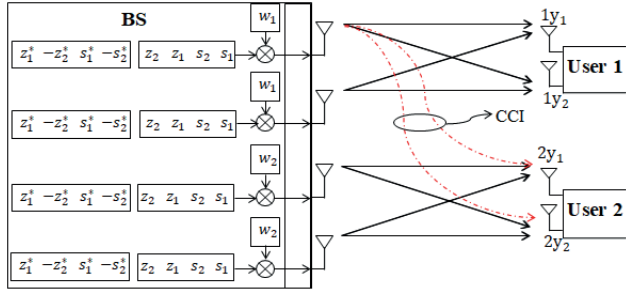 BS
w₁
z₁* −z₂* s₁* −s₂* z₂ z₁ s₂ s₁
w₁
z₁* −z₂* s₁* −s₂* z₂ z₁ s₂ s₁
w₂
z₁* −z₂* s₁* −s₂* z₂ z₁ s₂ s₁
w₂
z₁* −z₂* s₁* −s₂* z₂ z₁ s₂ s₁
1y₁
User 1
1y₂
CCI
2y₁
User 2
2y₂